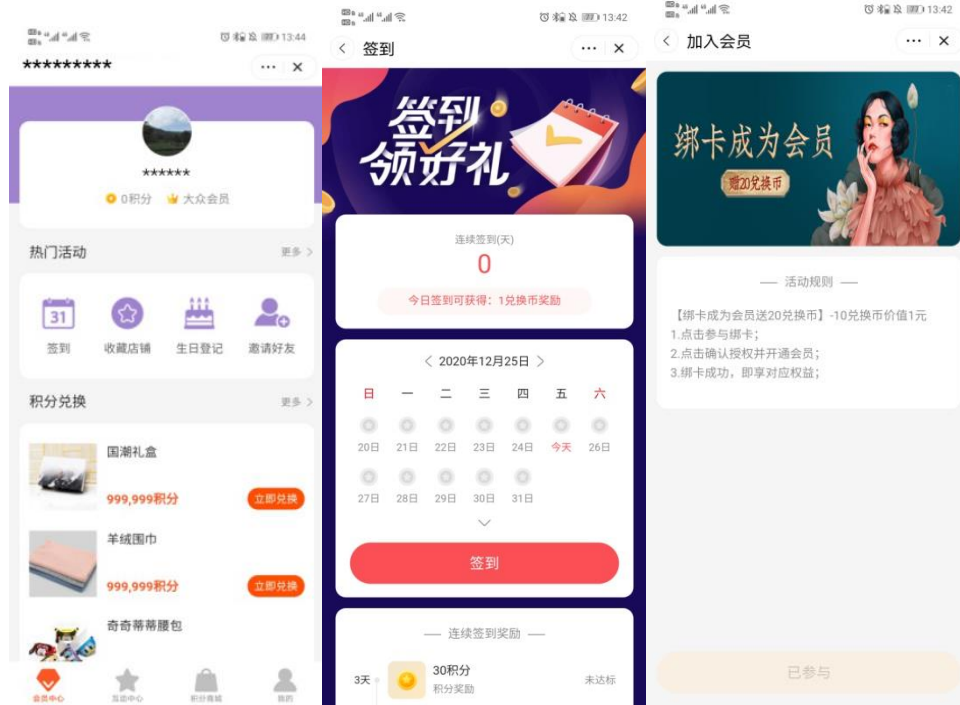 13:44
*********
******
0积分 大众会员
热门活动 更多 >
31
签到 收藏店铺 生日登记 邀请好友
积分兑换 更多 >
国潮礼盒
999,999积分 立即兑换
羊绒围巾
999,999积分 立即兑换
奇奇蒂蒂腰包
会员中心 互动中心 积分商城 我的
13:42
签到
签到
领好礼
连续签到(天)
0
今日签到可获得: 1兑换币奖励
2020年12月25日
日 一 二 三 四 五 六
20日 21日 22日 23日 24日 今天 26日
27日 28日 29日 30日 31日
签到
连续签到奖励
3天 30积分 未达标
积分奖励
13:42
加入会员
绑卡成为会员
赠20兑换币
活动规则
【绑卡成为会员送20兑换币】-10兑换币价值1元
1.点击参与绑卡;
2.点击确认授权并开通会员;
3.绑卡成功，即享对应权益;
已参与